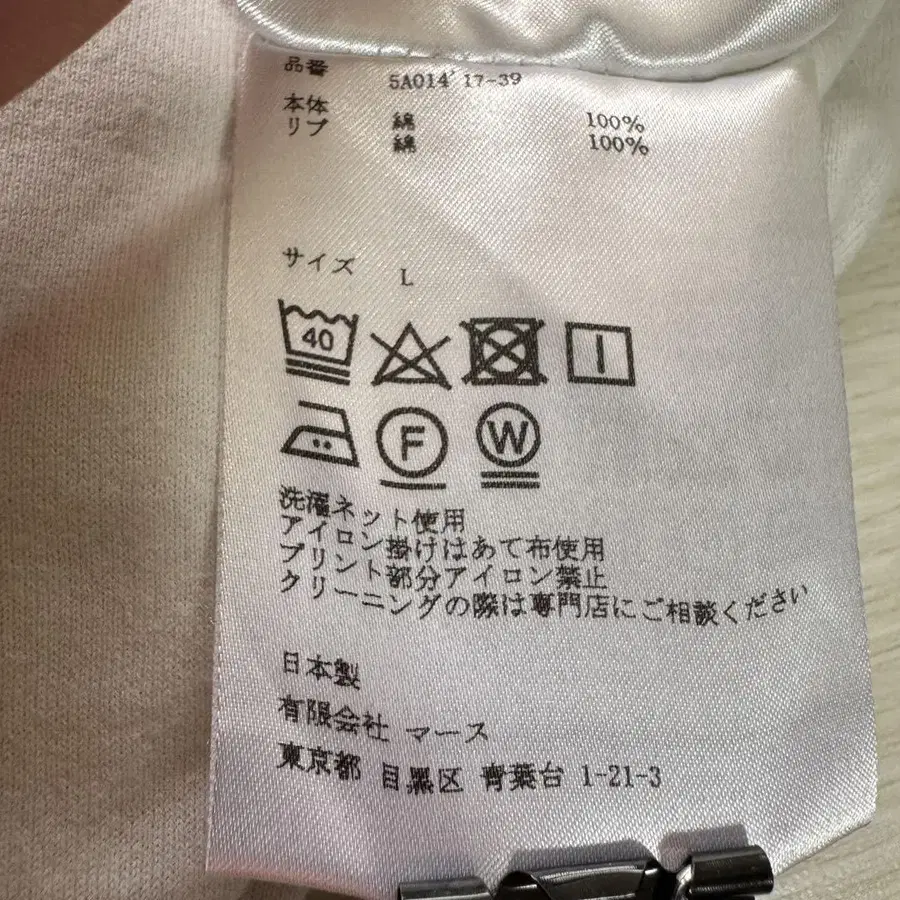 品番 5A014 17-39
本体 綿 100%
リブ 綿 100%
サイズ L
40
F W
洗濯ネット使用
アイロン掛けはあて布使用
プリント部分アイロン禁止
クリーニングの際は専門店にご相談ください
日本製
有限会社 マース
東京都 目黒区 青葉台 1-21-3